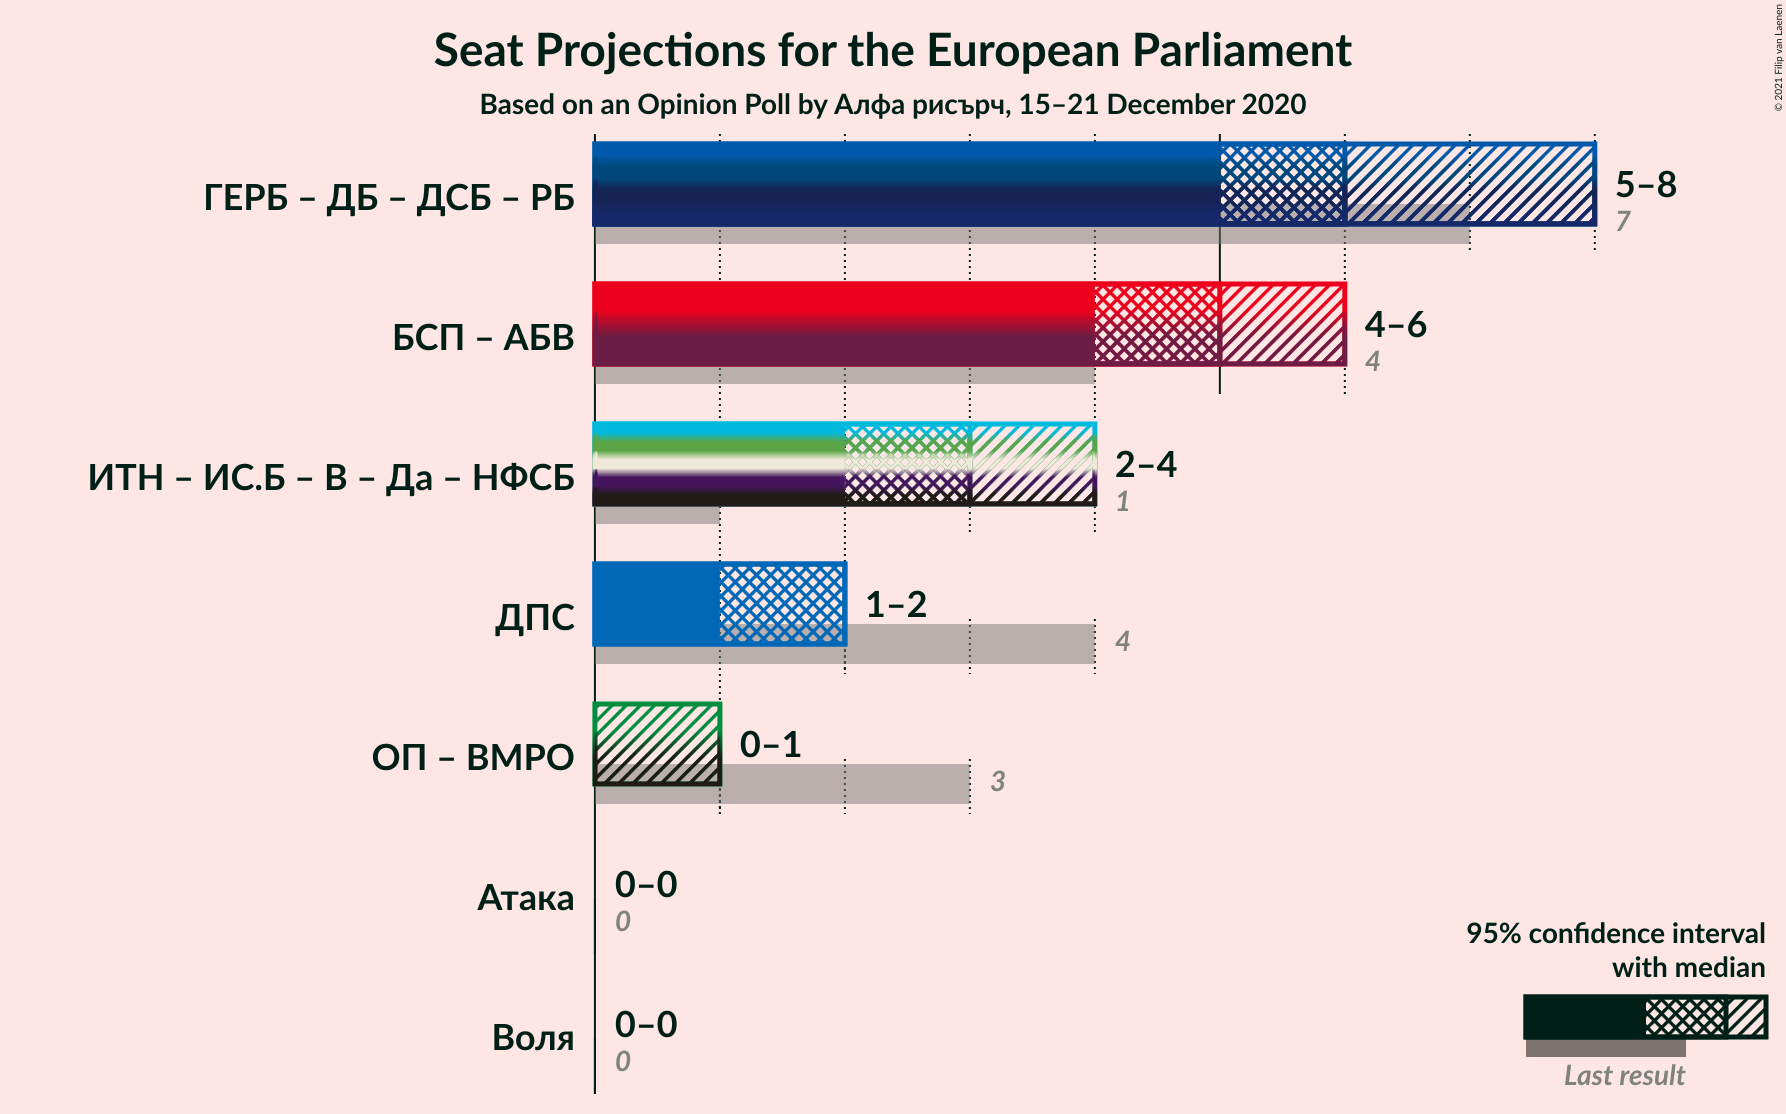 Seat Projections for the European Parliament
Based on an Opinion Poll by Алфа рисърч, 15–21 December 2020
© 2021 Filip van Laenen
ГЕРБ – ДБ – ДСБ – РБ
5–8
7
БСП – АБВ
4–6
4
ИТН – ИС.Б – В – Да – НФСБ
2–4
1
ДПС
1–2
4
ОП – ВМРО
0–1
3
Атака
0–0
0
Воля
0–0
0
95% confidence interval
with median
Last result